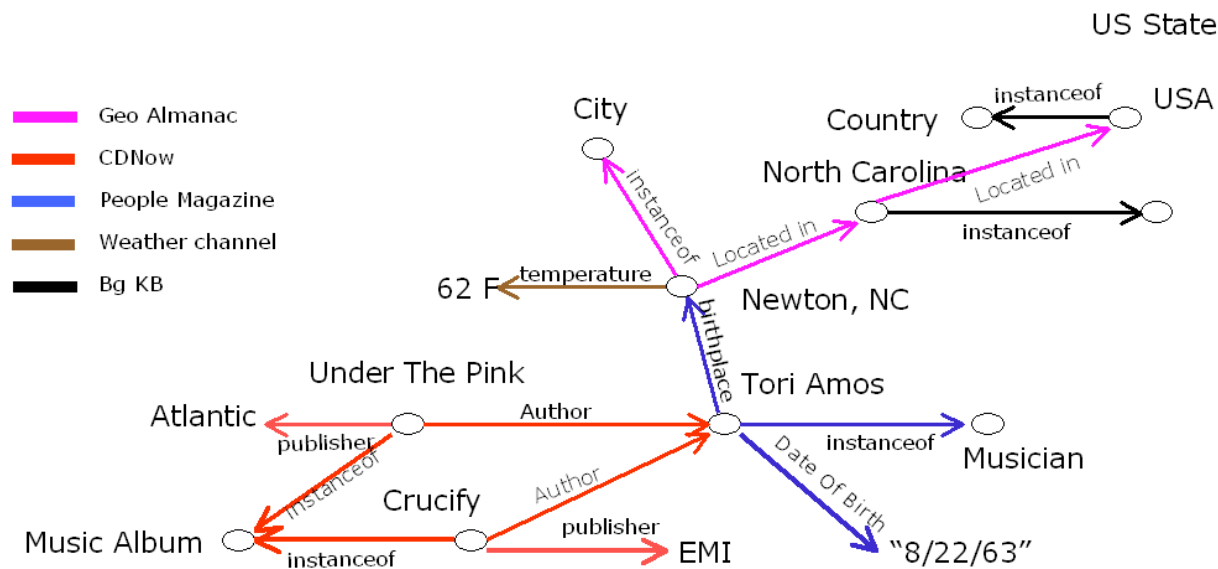 US State
Geo Almanac
CDNow
People Magazine
Weather channel
Bg KB
City
Country
instanceof
USA
North Carolina
Located in
instanceof
instanceof
Located in
62 F
temperature
Newton, NC
birthplace
Under The Pink
Tori Amos
Atlantic
publisher
Author
instanceof
Musician
instanceof
Date Of Birth
Crucify
Author
publisher
Music Album
instanceof
EMI
“8/22/63”